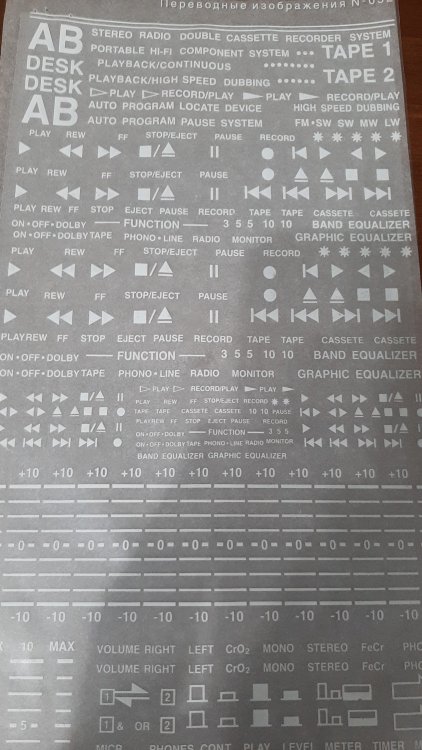 Переводные изображения
AB STEREO RADIO DOUBLE CASSETTE RECORDER SYSTEM
PORTABLE HI-FI COMPONENT SYSTEM TAPE 1
DESK PLAYBACK/CONTINUOUS
DESK PLAYBACK/HIGH SPEED DUBBING TAPE 2
PLAY RECORD/PLAY PLAY RECORD/PLAY
AB AUTO PROGRAM LOCATE DEVICE HIGH SPEED DUBBING
AUTO PROGRAM PAUSE SYSTEM FM•SW SW MW LW
PLAY REW FF STOP/EJECT PAUSE RECORD
PLAY REW FF STOP/EJECT PAUSE
PLAY REW FF STOP EJECT PAUSE RECORD TAPE TAPE CASSETE CASSETE
ON•OFF•DOLBY FUNCTION 3 5 5 10 10 BAND EQUALIZER
ON•OFF•DOLBY TAPE PHONO•LINE RADIO MONITOR GRAPHIC EQUALIZER
PLAY REW FF STOP/EJECT PAUSE RECORD
PLAY REW FF STOP/EJECT PAUSE
PLAY REW FF STOP EJECT PAUSE RECORD TAPE TAPE CASSETE CASSETE
ON•OFF•DOLBY FUNCTION 3 5 5 10 10 BAND EQUALIZER
ON•OFF•DOLBY TAPE PHONO•LINE RADIO MONITOR GRAPHIC EQUALIZER
PLAY RECORD/PLAY PLAY
PLAY REW FF STOP/EJECT PAUSE RECORD
TAPE TAPE CASSETE CASSETE 10 10 PAUSE
PLAY REW FF STOP EJECT PAUSE RECORD
ON•OFF•DOLBY FUNCTION 3 5 5
ON•OFF•DOLBY TAPE PHONO•LINE RADIO MONITOR
BAND EQUALIZER GRAPHIC EQUALIZER
+10 +10 +10 +10 +10 +10 +10 +10 +10 +10
0 0 0 0 0 0 0 0 0 0
-10 -10 -10 -10 -10 -10 -10 -10 -10 -10
10 MAX VOLUME RIGHT LEFT CrO2 MONO STEREO FeCr
VOLUME RIGHT LEFT CrO2 MONO STEREO FeCr
1 2
5 1 & OR 2
PHONES CONT PLAY LEVEL METER TIMER